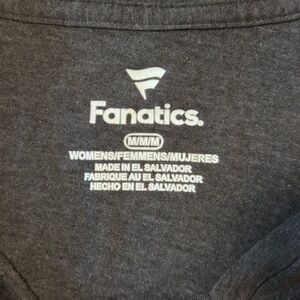 Fanatics.
M/M/M
WOMENS/FEMMENS/MUJERES
MADE IN EL SALVADOR
FABRIQUE AU EL SALVADOR
HECHO EN EL SALVADOR